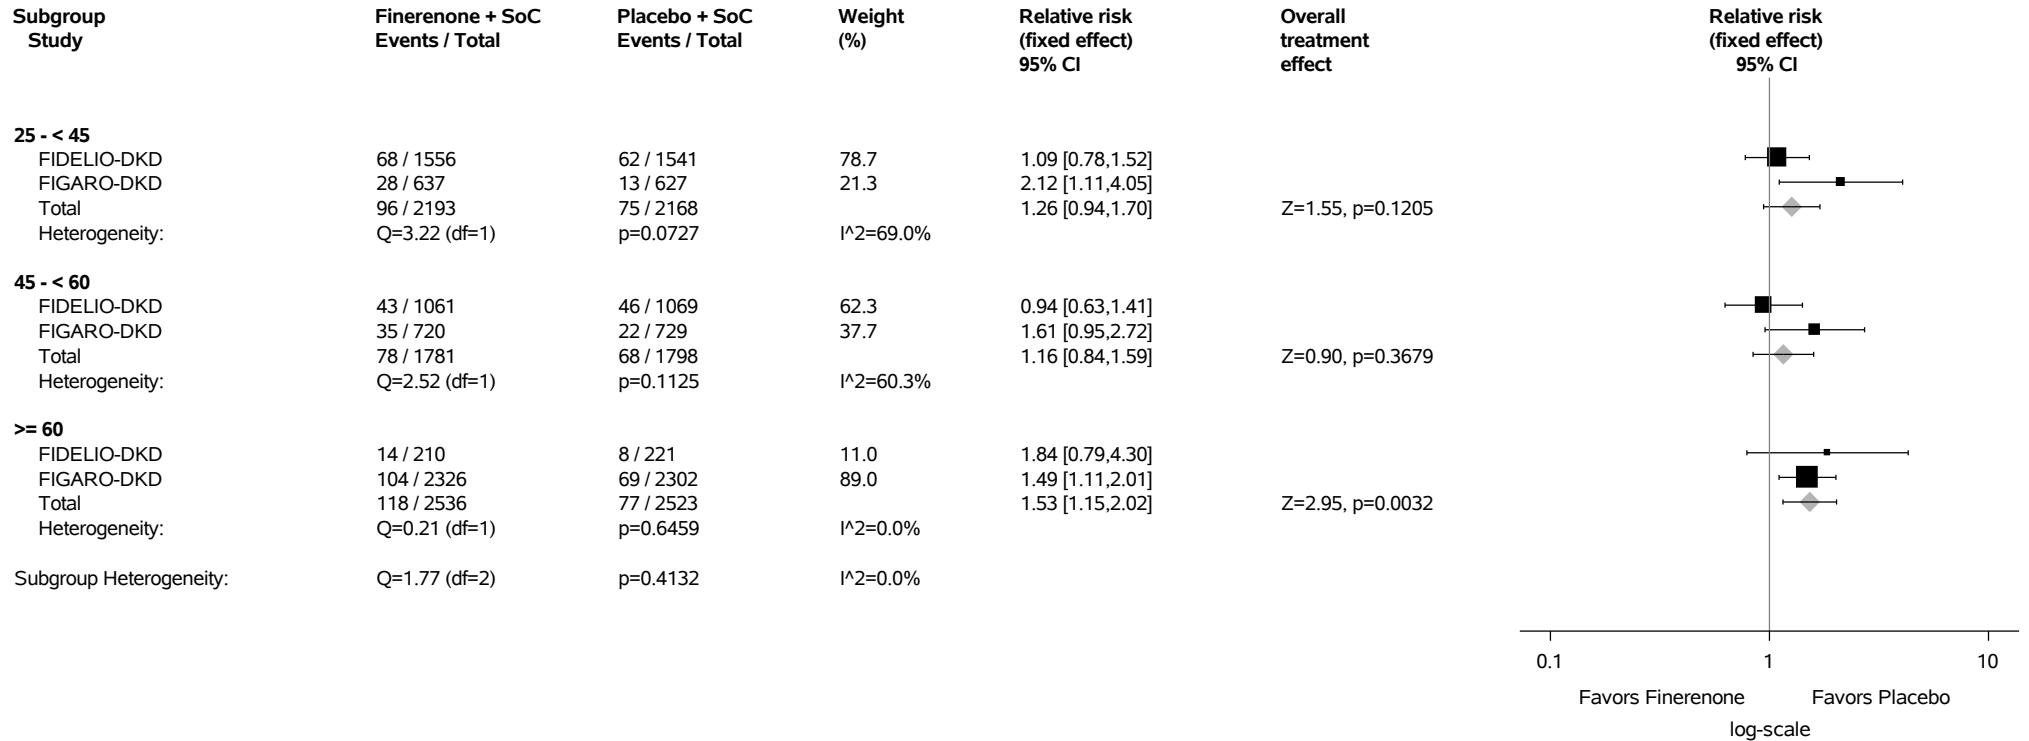 Subgroup Finerenone + SoC Placebo + SoC Weight Relative risk Overall Relative risk
Study Events / Total Events / Total (%) (fixed effect) treatment (fixed effect)
95% CI effect 95% CI
25 - < 45
FIDELIO-DKD 68 / 1556 62 / 1541 78.7 1.09 [0.78,1.52]
FIGARO-DKD 28 / 637 13 / 627 21.3 2.12 [1.11,4.05]
Total 96 / 2193 75 / 2168 1.26 [0.94,1.70] Z=1.55, p=0.1205
Heterogeneity: Q=3.22 (df=1) p=0.0727 I^2=69.0%
45 - < 60
FIDELIO-DKD 43 / 1061 46 / 1069 62.3 0.94 [0.63,1.41]
FIGARO-DKD 35 / 720 22 / 729 37.7 1.61 [0.95,2.72]
Total 78 / 1781 68 / 1798 1.16 [0.84,1.59] Z=0.90, p=0.3679
Heterogeneity: Q=2.52 (df=1) p=0.1125 I^2=60.3%
>= 60
FIDELIO-DKD 14 / 210 8 / 221 11.0 1.84 [0.79,4.30]
FIGARO-DKD 104 / 2326 69 / 2302 89.0 1.49 [1.11,2.01]
Total 118 / 2536 77 / 2523 1.53 [1.15,2.02] Z=2.95, p=0.0032
Heterogeneity: Q=0.21 (df=1) p=0.6459 I^2=0.0%
Subgroup Heterogeneity: Q=1.77 (df=2) p=0.4132 I^2=0.0%
0.1 1 10
Favors Finerenone Favors Placebo
log-scale